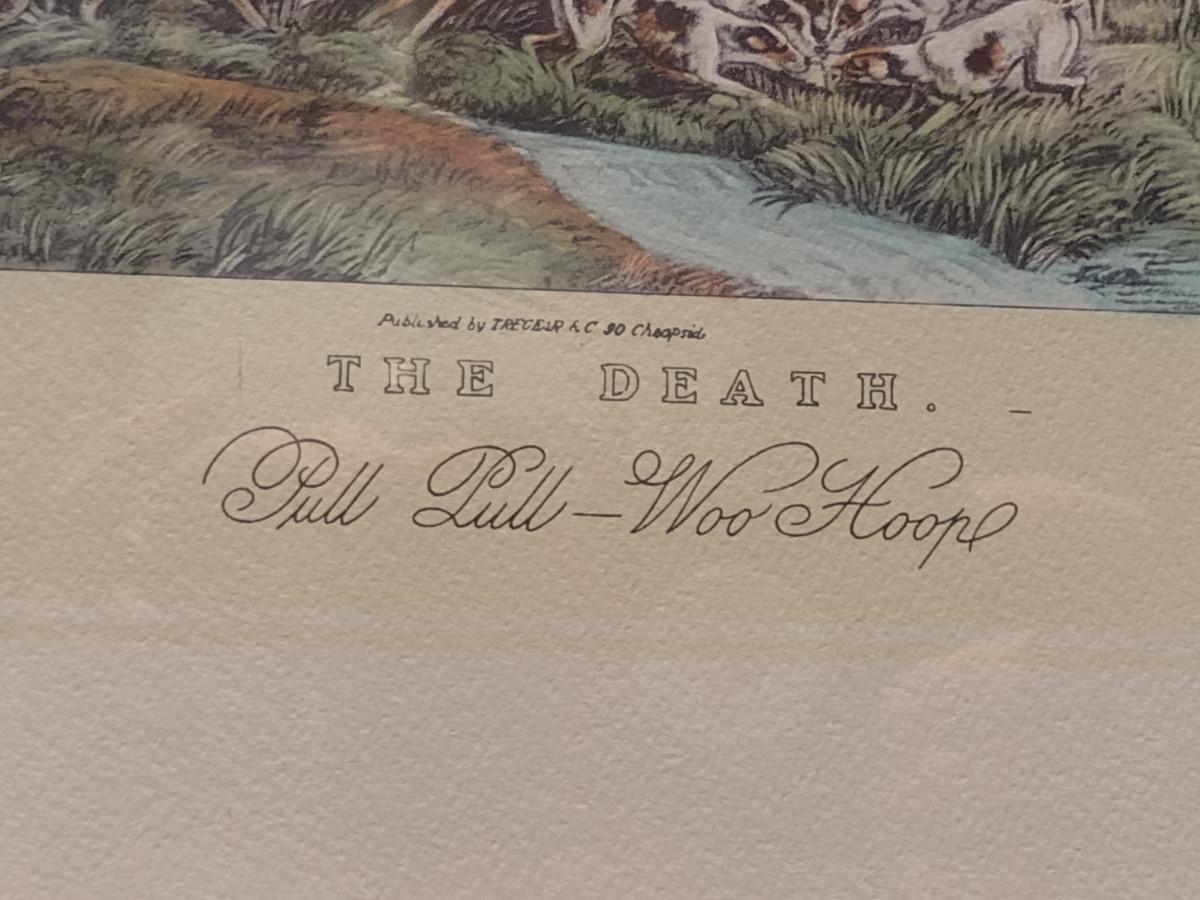 Published by TREGEAR & C 90 Cheapside
THE DEATH. –
Pull Pull – Woo Hoop